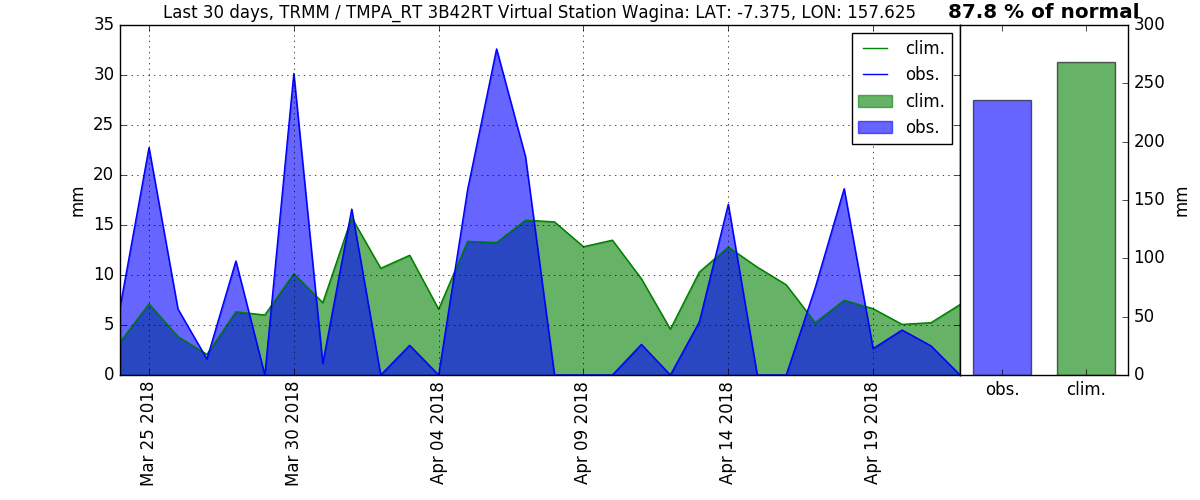 Last 30 days, TRMM / TMPA_RT 3B42RT Virtual Station Wagina: LAT: -7.375, LON: 157.625
87.8 % of normal
35
30
25
20
15
10
5
0
mm
clim.
obs.
clim.
obs.
Mar 25 2018
Mar 30 2018
Apr 04 2018
Apr 09 2018
Apr 14 2018
Apr 19 2018
300
250
200
150
100
50
0
mm
obs.
clim.